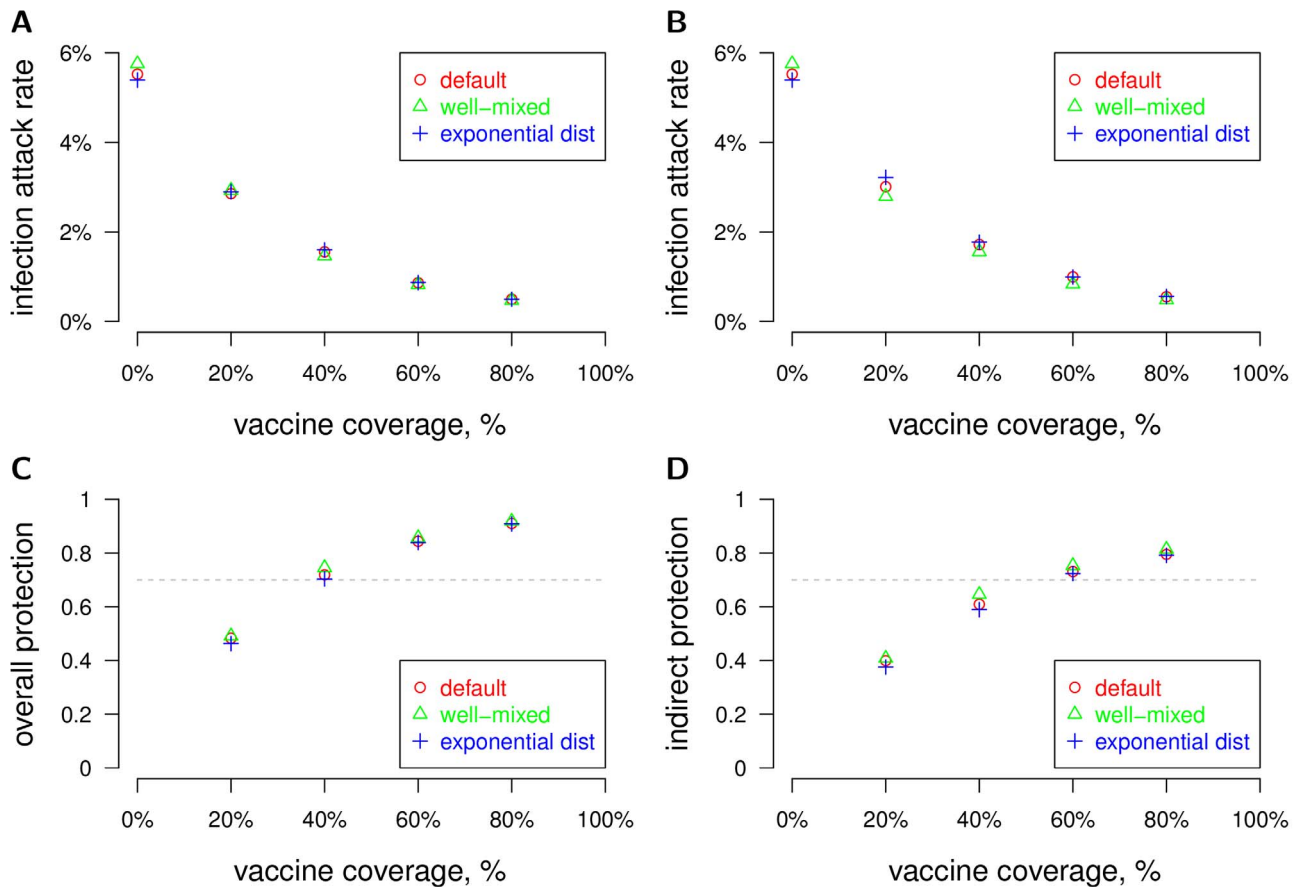 A
infection attack rate
6%
4%
2%
0%
default
well−mixed
exponential dist
0% 20% 40% 60% 80% 100%
vaccine coverage, %
B
infection attack rate
6%
4%
2%
0%
default
well−mixed
exponential dist
0% 20% 40% 60% 80% 100%
vaccine coverage, %
C
overall protection
1
0.8
0.6
0.4
0.2
0
default
well−mixed
exponential dist
0% 20% 40% 60% 80% 100%
vaccine coverage, %
D
indirect protection
1
0.8
0.6
0.4
0.2
0
default
well−mixed
exponential dist
0% 20% 40% 60% 80% 100%
vaccine coverage, %